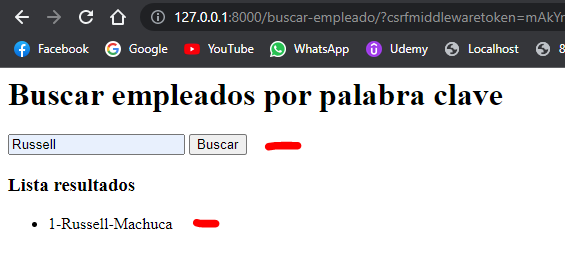 127.0.0.1:8000/buscar-empleado/?csrfmiddlewaretoken=mAkYr
Facebook Google YouTube WhatsApp Udemy Localhost 8
Buscar empleados por palabra clave
Russell Buscar
Lista resultados
1-Russell-Machuca